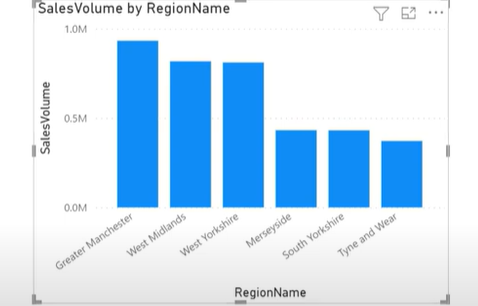 SalesVolume by RegionName
1.0M
0.5M
0.0M
SalesVolume
Greater Manchester
West Midlands
West Yorkshire
Merseyside
South Yorkshire
Tyne and Wear
RegionName